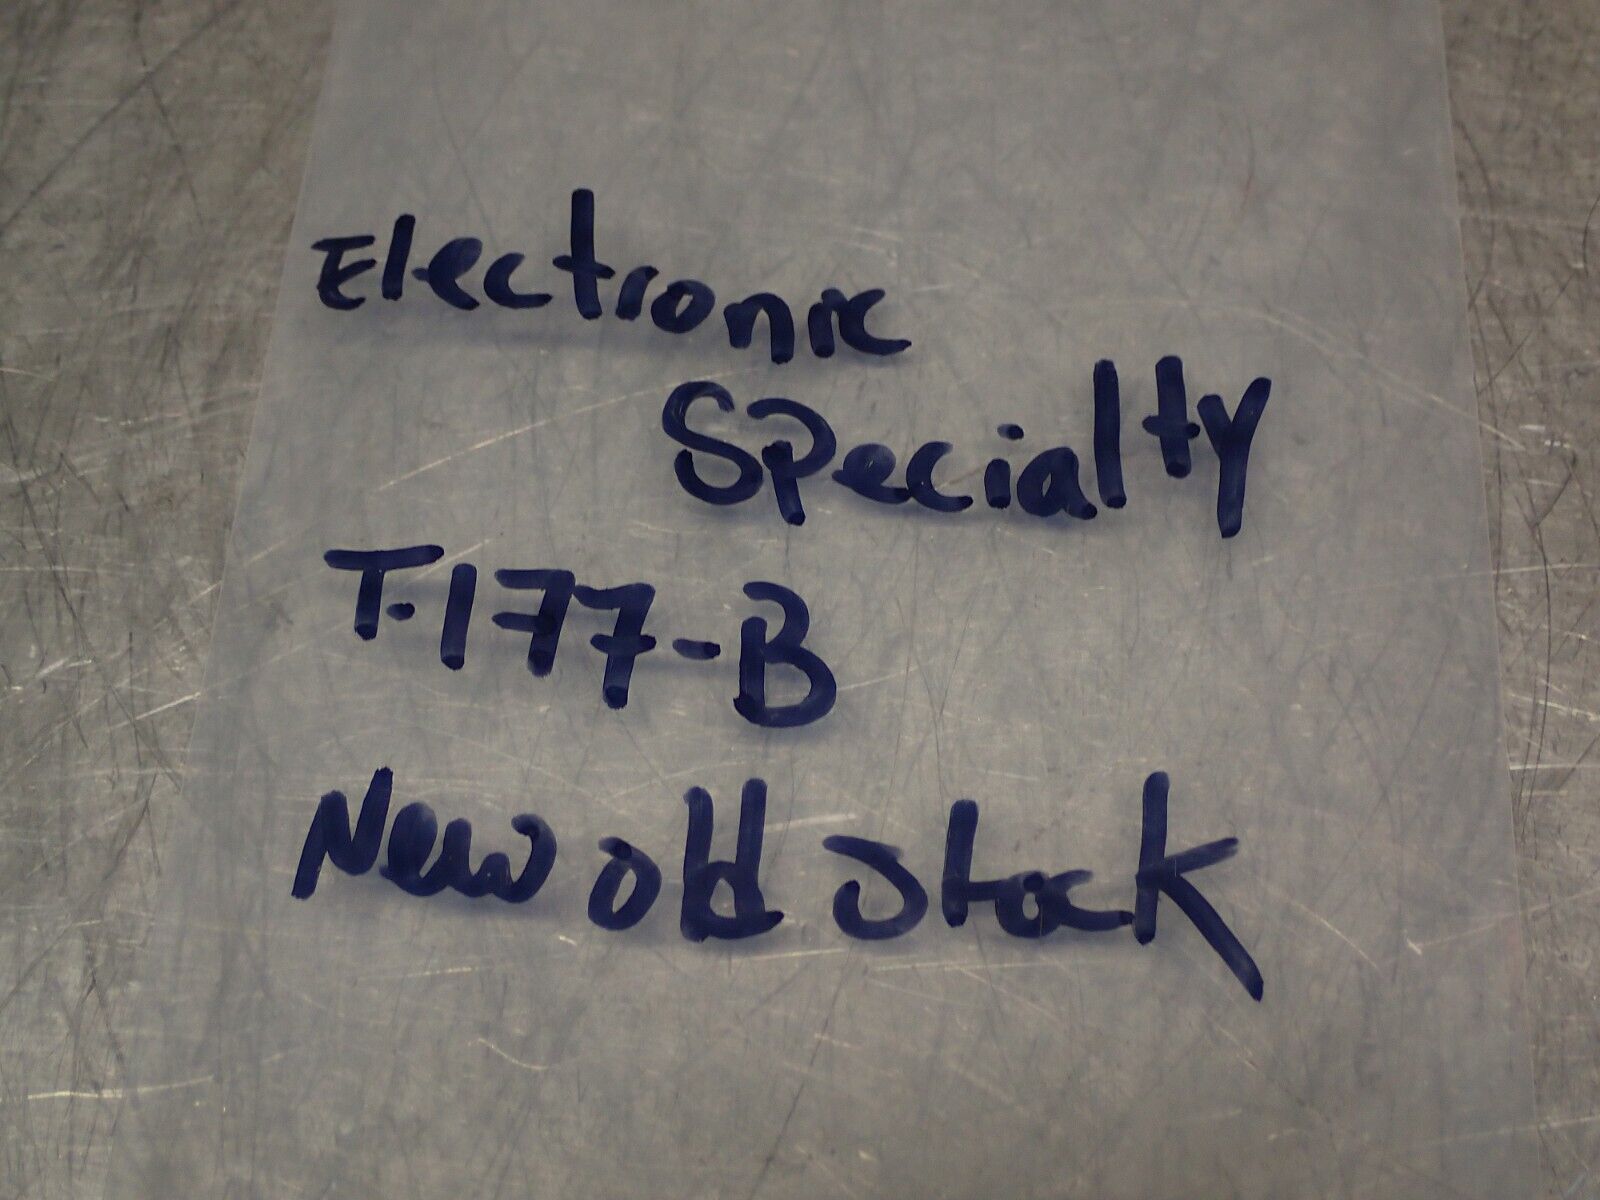 Electronic
Specialty
T-177-B
New old stock